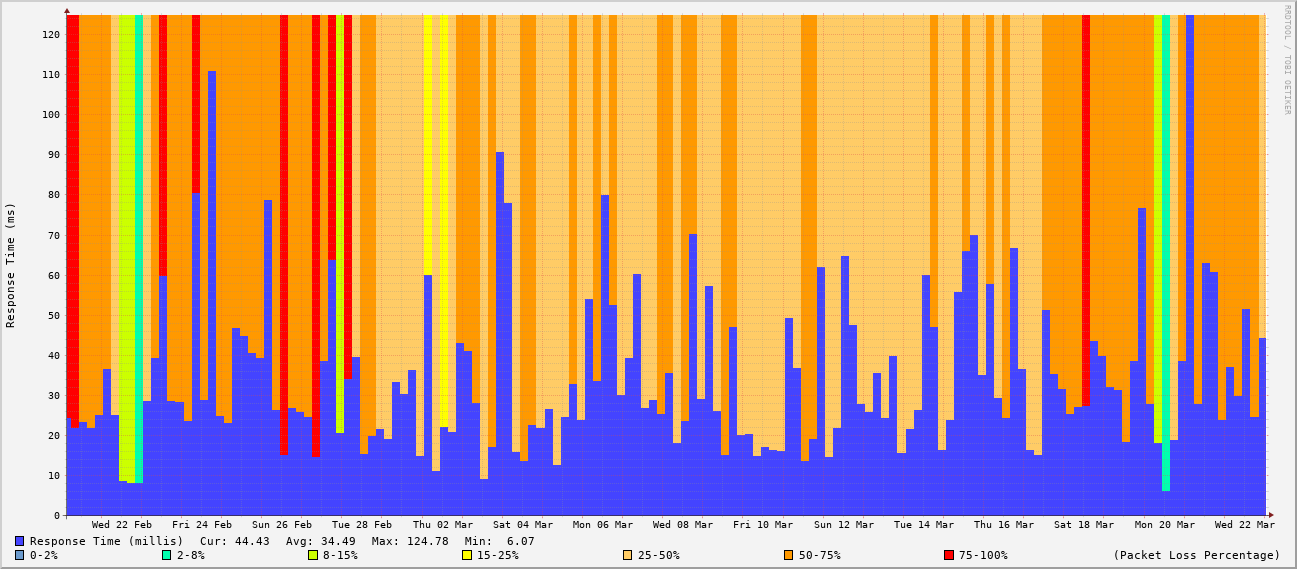 RRDTOOL / TOBI OETIKER
Response Time (ms)
120
110
100
90
80
70
60
50
40
30
20
10
0
Wed 22 Feb Fri 24 Feb Sun 26 Feb Tue 28 Feb Thu 02 Mar Sat 04 Mar Mon 06 Mar Wed 08 Mar Fri 10 Mar Sun 12 Mar Tue 14 Mar Thu 16 Mar Sat 18 Mar Mon 20 Mar Wed 22 Mar
Response Time (millis) Cur: 44.43 Avg: 34.49 Max: 124.78 Min: 6.07
0-2% 2-8% 8-15% 15-25% 25-50% 50-75% 75-100% (Packet Loss Percentage)